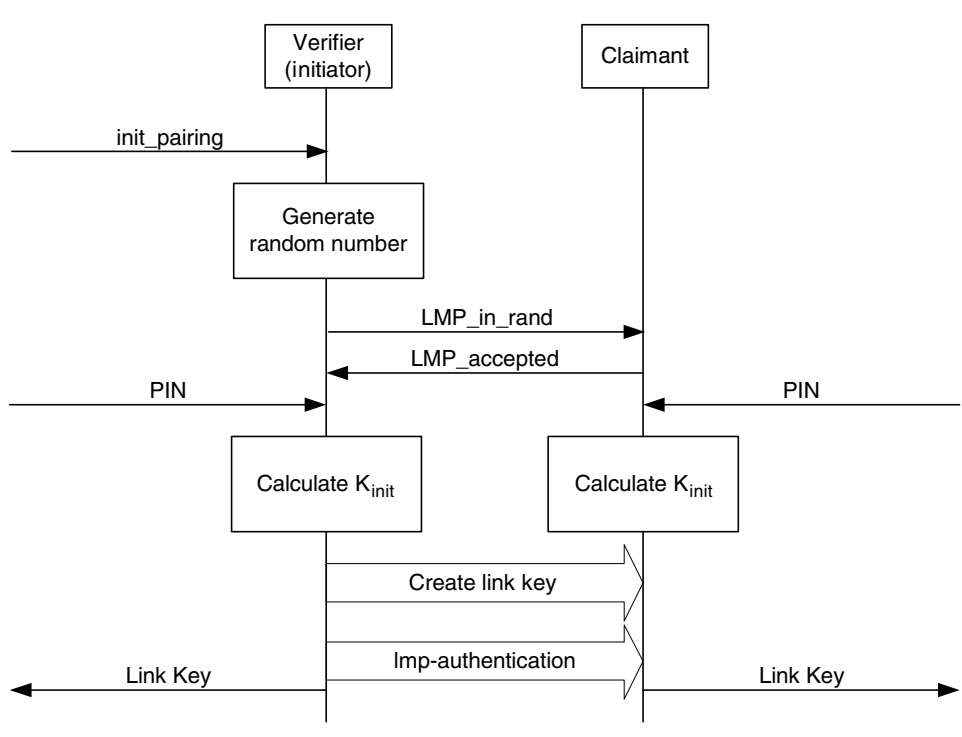 Verifier
(initiator)
Claimant
init_pairing
Generate
random number
LMP_in_rand
LMP_accepted
PIN
PIN
Calculate Kinit
Calculate Kinit
Create link key
lmp-authentication
Link Key
Link Key